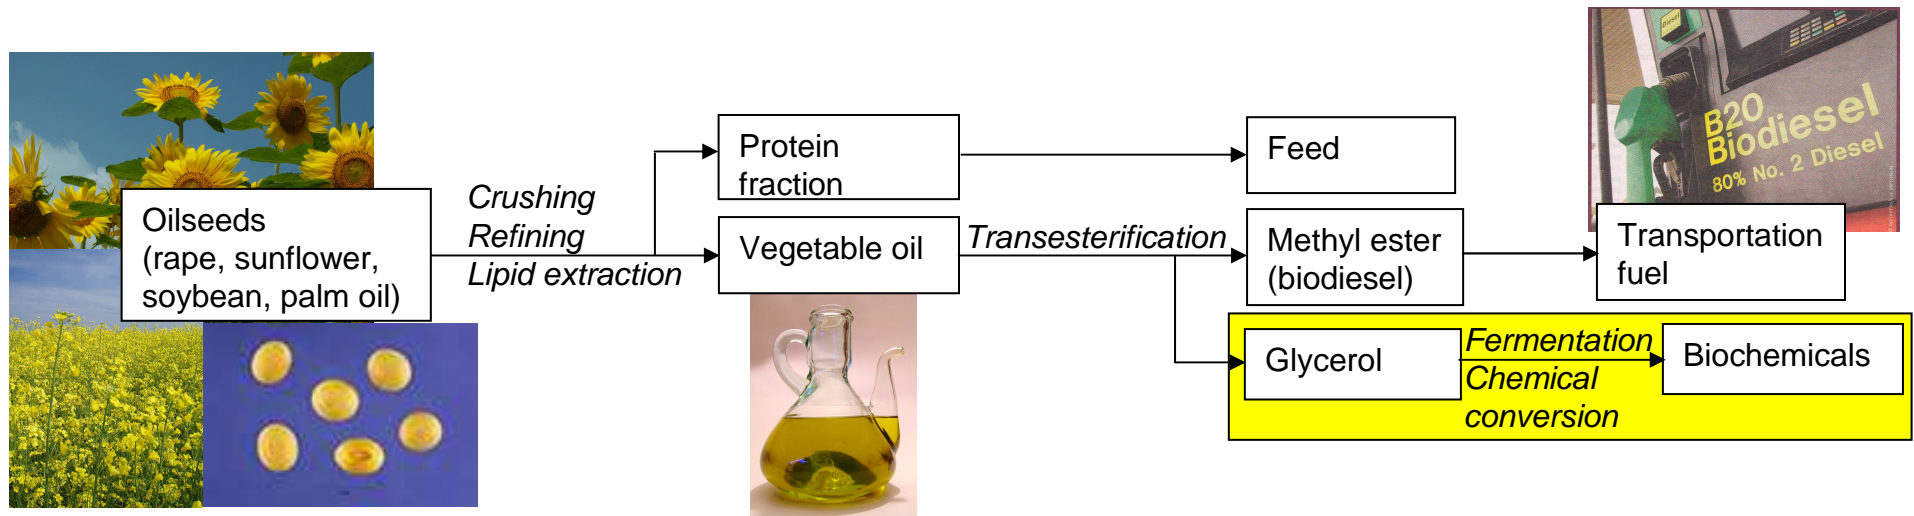 Oilseeds
(rape, sunflower,
soybean, palm oil)
Crushing
Refining
Lipid extraction
Protein
fraction
Vegetable oil
Transesterification
Feed
Methyl ester
(biodiesel)
Glycerol
Fermentation
Chemical
conversion
Biochemicals
Diesel
B20
Biodiesel
80% No. 2 Diesel
Transportation
fuel